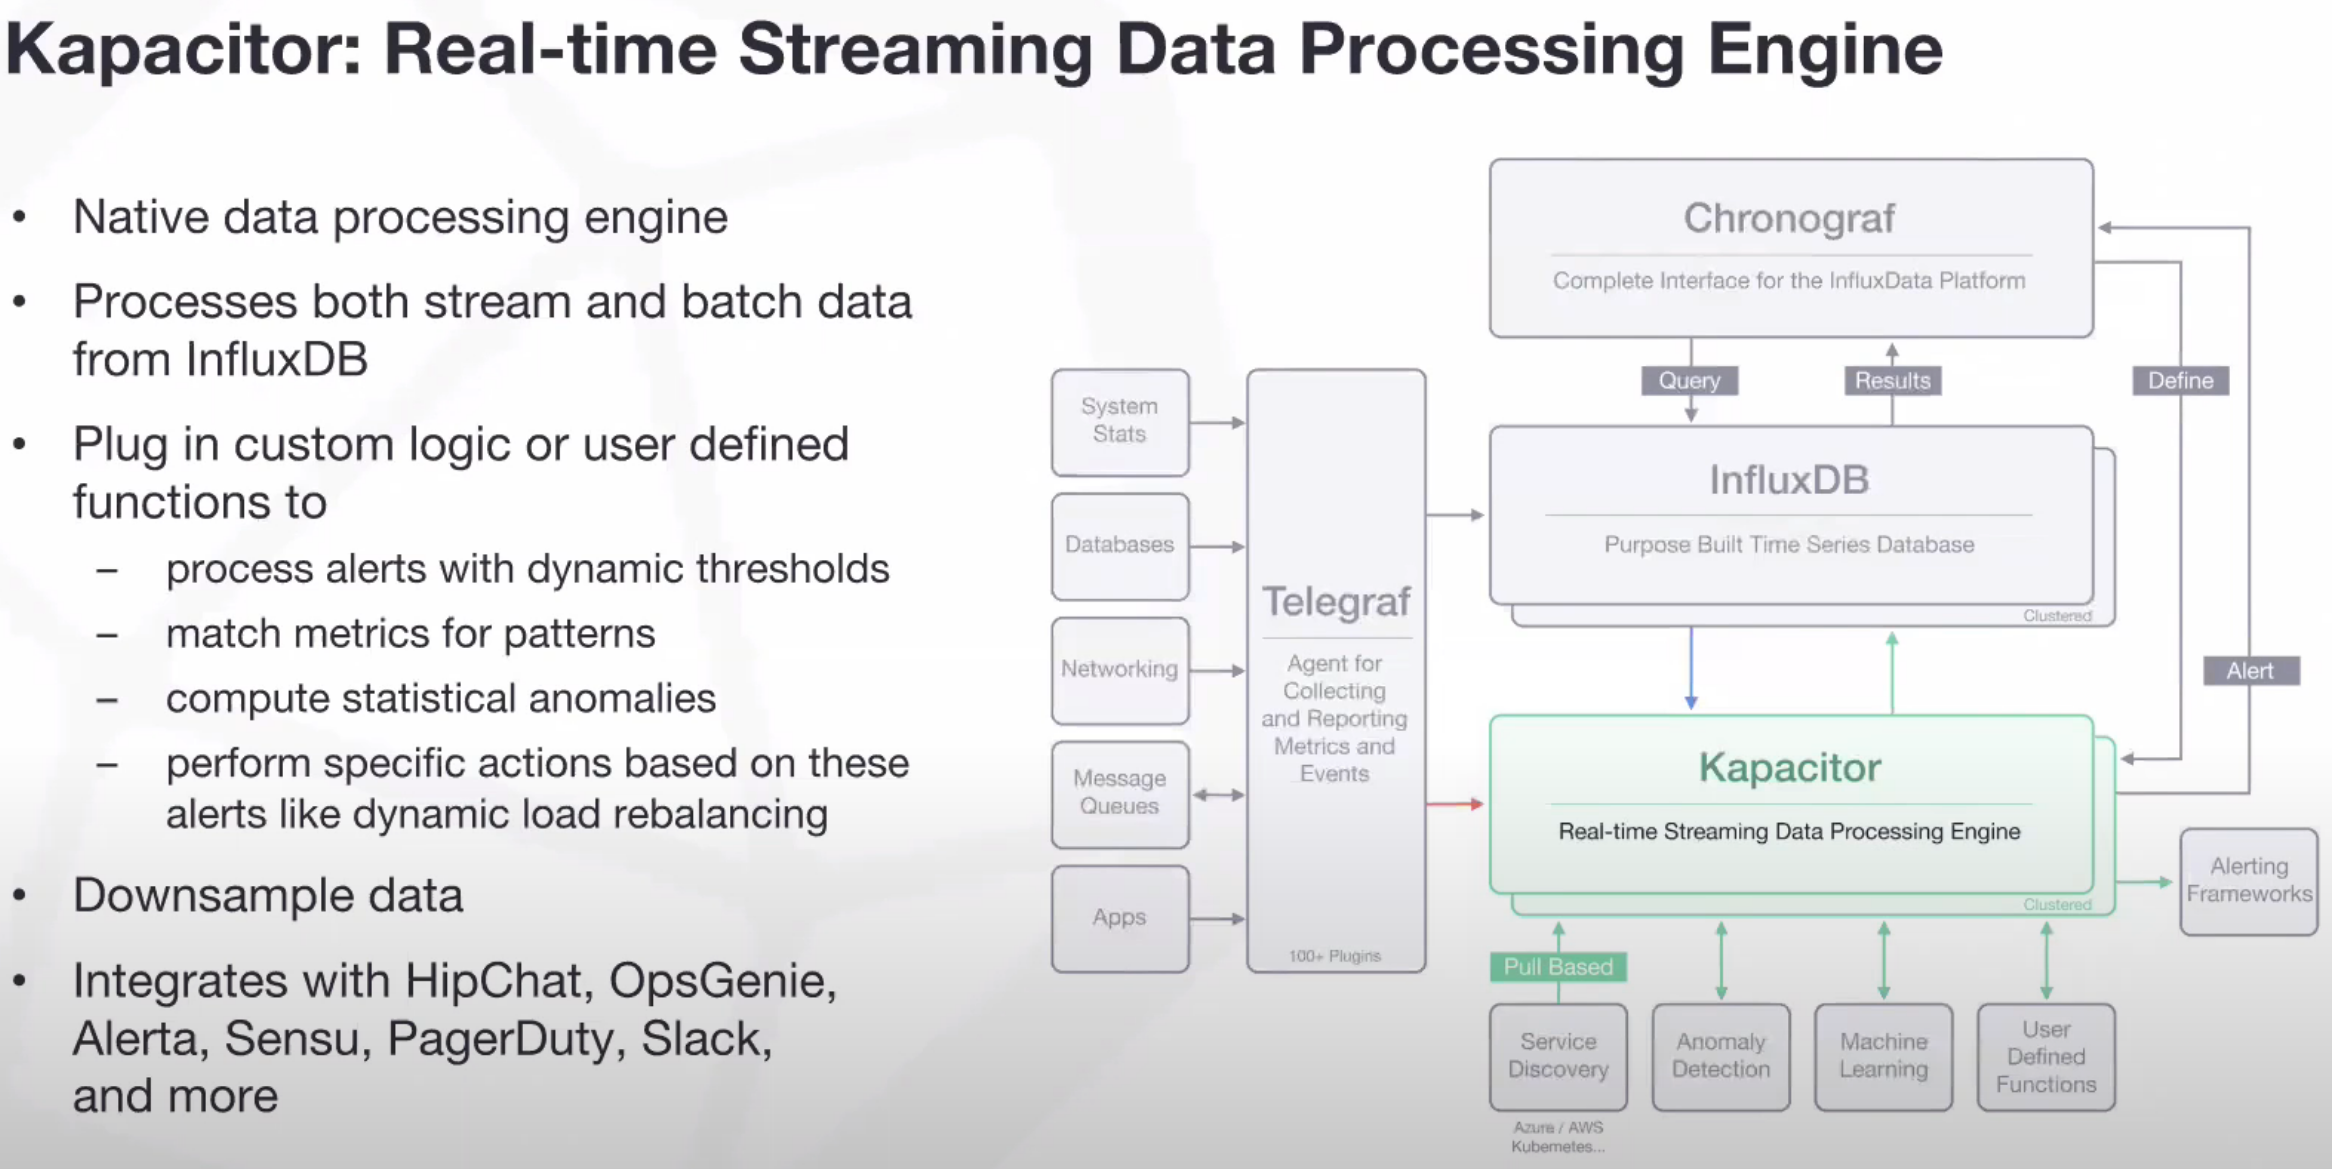 Kapacitor: Real-time Streaming Data Processing Engine
• Native data processing engine
• Processes both stream and batch data
from InfluxDB
• Plug in custom logic or user defined
functions to
– process alerts with dynamic thresholds
– match metrics for patterns
– compute statistical anomalies
– perform specific actions based on these
alerts like dynamic load rebalancing
• Downsample data
• Integrates with HipChat, OpsGenie,
Alerta, Sensu, PagerDuty, Slack,
and more
System
Stats
Databases
Networking
Message
Queues
Apps
Telegraf
Agent for
Collecting
and Reporting
Metrics and
Events
100+ Plugins
Chronograf
Complete Interface for the InfluxData Platform
Query
Results
Define
InfluxDB
Purpose Built Time Series Database
Clustered
Alert
Kapacitor
Real-time Streaming Data Processing Engine
Clustered
Alerting
Frameworks
Pull Based
Service
Discovery
Azure / AWS
Kubernetes...
Anomaly
Detection
Machine
Learning
User
Defined
Functions